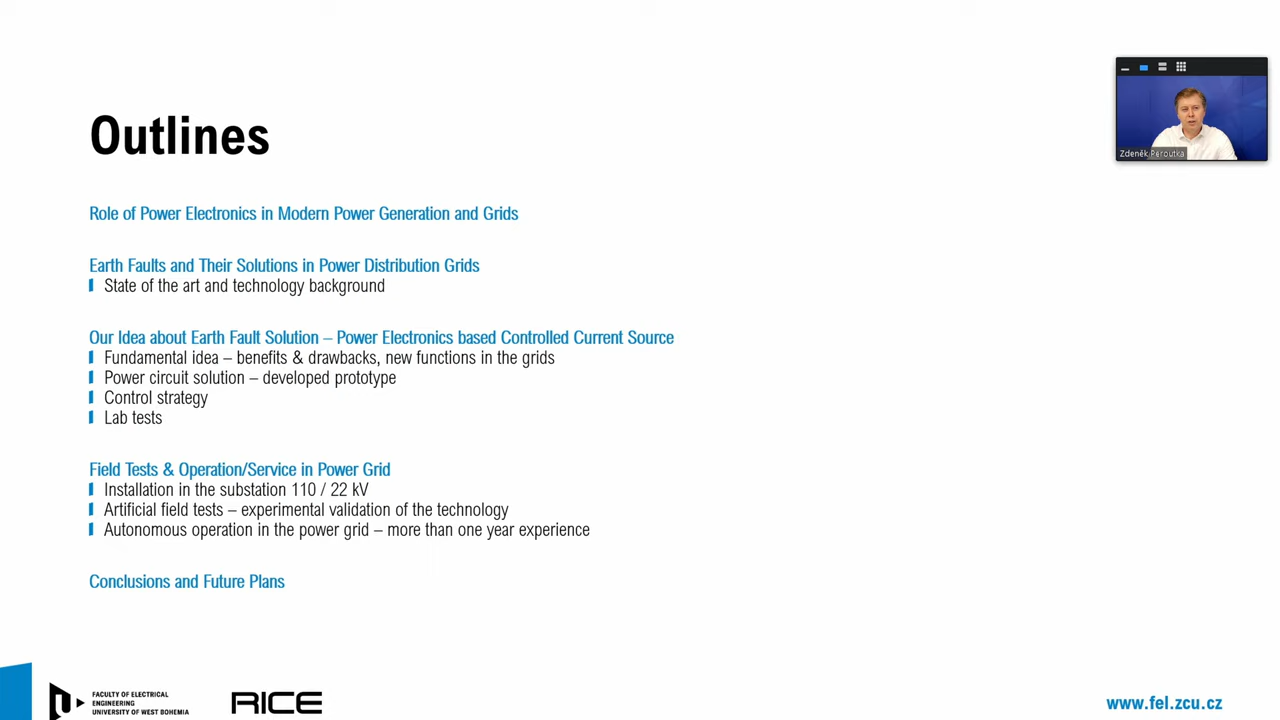 Outlines
Zdeněk Peroutka
Role of Power Electronics in Modern Power Generation and Grids
Earth Faults and Their Solutions in Power Distribution Grids
State of the art and technology background
Our Idea about Earth Fault Solution – Power Electronics based Controlled Current Source
Fundamental idea – benefits & drawbacks, new functions in the grids
Power circuit solution – developed prototype
Control strategy
Lab tests
Field Tests & Operation/Service in Power Grid
Installation in the substation 110 / 22 kV
Artificial field tests – experimental validation of the technology
Autonomous operation in the power grid – more than one year experience
Conclusions and Future Plans
FACULTY OF ELECTRICAL
ENGINEERING
UNIVERSITY OF WEST BOHEMIA
RICE
www.fel.zcu.cz